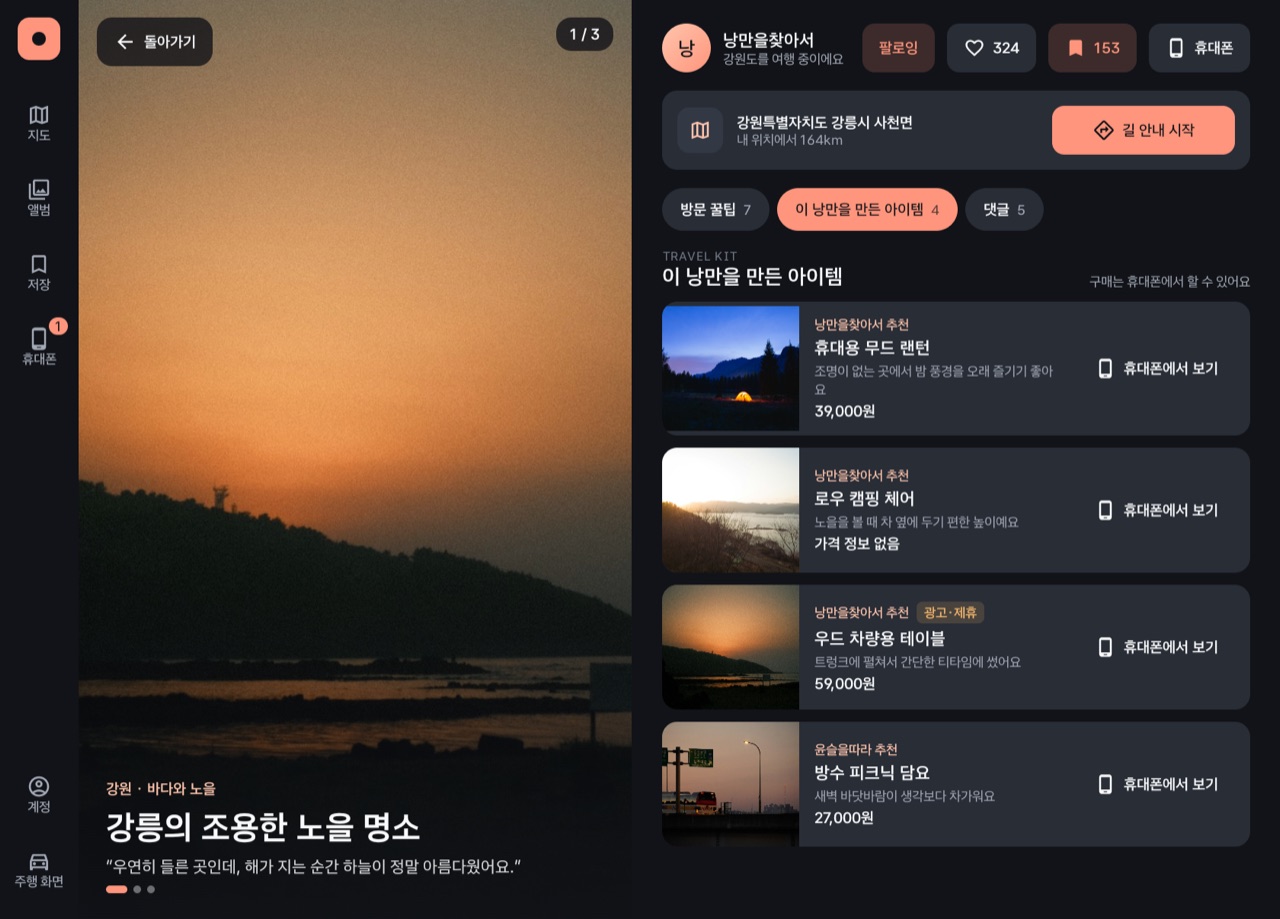 지도
앨범
저장
1
휴대폰
계정
주행 화면
돌아가기
1 / 3
강원 · 바다와 노을
강릉의 조용한 노을 명소
"우연히 들른 곳인데, 해가 지는 순간 하늘이 정말 아름다웠어요."
낭
낭만을찾아서
강원도를 여행 중이에요
팔로잉
324
153
휴대폰
강원특별자치도 강릉시 사천면
내 위치에서 164km
길 안내 시작
방문 꿀팁 7
이 낭만을 만든 아이템 4
댓글 5
TRAVEL KIT
이 낭만을 만든 아이템
구매는 휴대폰에서 할 수 있어요
낭만을찾아서 추천
휴대용 무드 랜턴
조명이 없는 곳에서 밤 풍경을 오래 즐기기 좋아
요
39,000원
휴대폰에서 보기
낭만을찾아서 추천
로우 캠핑 체어
노을을 볼 때 차 옆에 두기 편한 높이예요
가격 정보 없음
휴대폰에서 보기
낭만을찾아서 추천 광고·제휴
우드 차량용 테이블
트렁크에 펼쳐서 간단한 티타임에 썼어요
59,000원
휴대폰에서 보기
윤슬을따라 추천
방수 피크닉 담요
새벽 바닷바람이 생각보다 차가워요
27,000원
휴대폰에서 보기